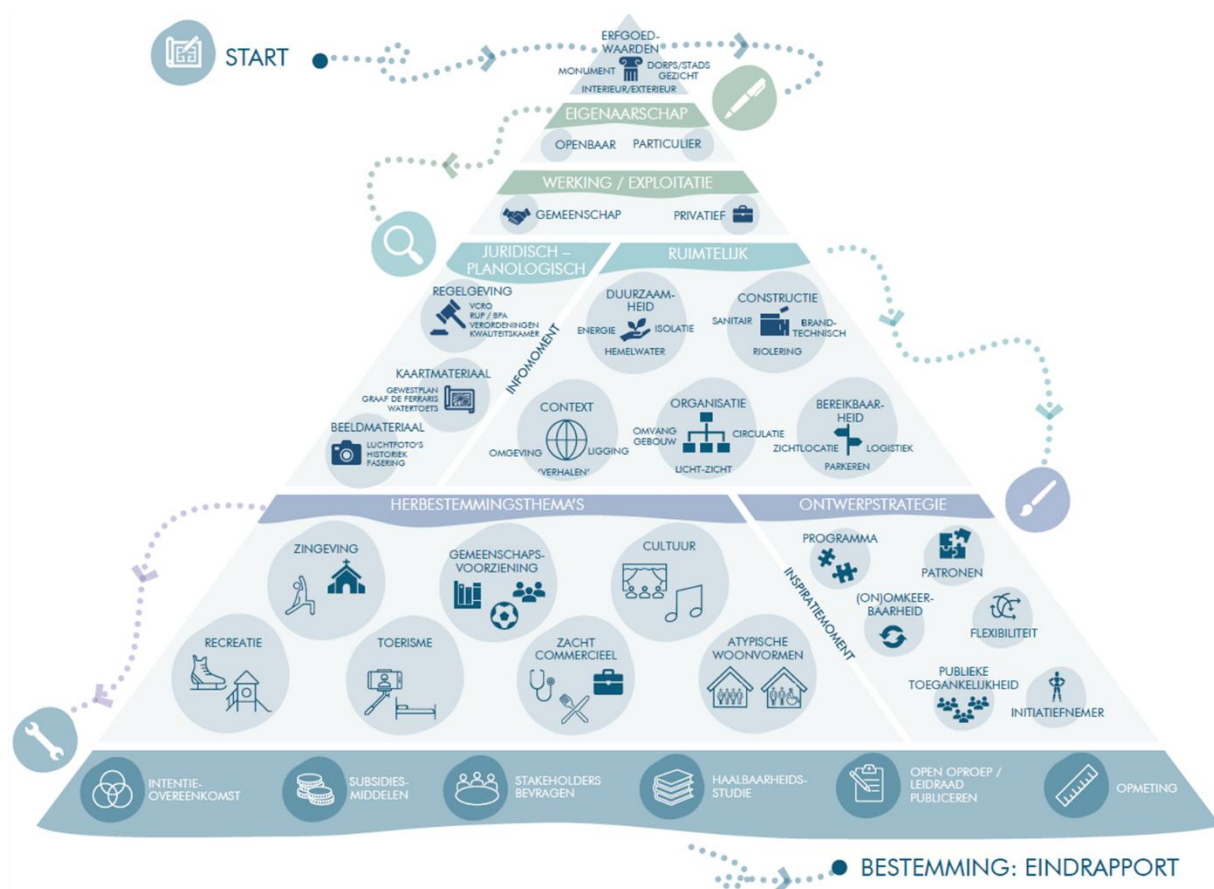 START
ERFGOED-
WAARDEN
MONUMENT
DORPS/STADS
GEZICHT
INTERIEUR/EXTERIEUR
EIGENAARSCHAP
OPENBAAR
PARTICULIER
WERKING / EXPLOITATIE
GEMEENSCHAP
PRIVATIEF
JURIDISCH –
PLANOLOGISCH
RUIMTELIJK
REGELGEVING
VCRO
RUP / BPA
VERORDENINGEN
KWALITEITSKAMER
KAARTMATERIAAL
GEWESTPLAN
GRAAF DE FERRARIS
WATERTOETS
BEELDMATERIAAL
LUCHTFOTO'S
HISTORIEK
FASERING
INFOMOMENT
DUURZAAM-
HEID
ENERGIE
ISOLATIE
HEMELWATER
CONSTRUCTIE
SANITAIR
BRAND-
TECHNISCH
RIOLERING
CONTEXT
OMGEVING
LIGGING
'VERHALEN'
ORGANISATIE
OMVANG
GEBOUW
CIRCULATIE
LICHT-ZICHT
BEREIKBAAR-
HEID
ZICHTLOCATIE
LOGISTIEK
PARKEREN
HERBESTEMMINGSTHEMA'S
ONTWERPSTRATEGIE
ZINGEVING
GEMEENSCHAPS-
VOORZIENING
CULTUUR
RECREATIE
TOERISME
ZACHT
COMMERCIEEL
ATYPISCHE
WOONVORMEN
INSPIRATIEMOMENT
PROGRAMMA
PATRONEN
(ON)OMKEER-
BAARHEID
FLEXIBILITEIT
PUBLIEKE
TOEGANKELIJKHEID
INITIATIEFNEMER
INTENTIE-
OVEREENKOMST
SUBSIDIES-
MIDDELEN
STAKEHOLDERS
BEVRAGEN
HAALBAARHEIDS-
STUDIE
OPEN OPROEP /
LEIDRAAD
PUBLICEREN
OPMETING
BESTEMMING: EINDRAPPORT